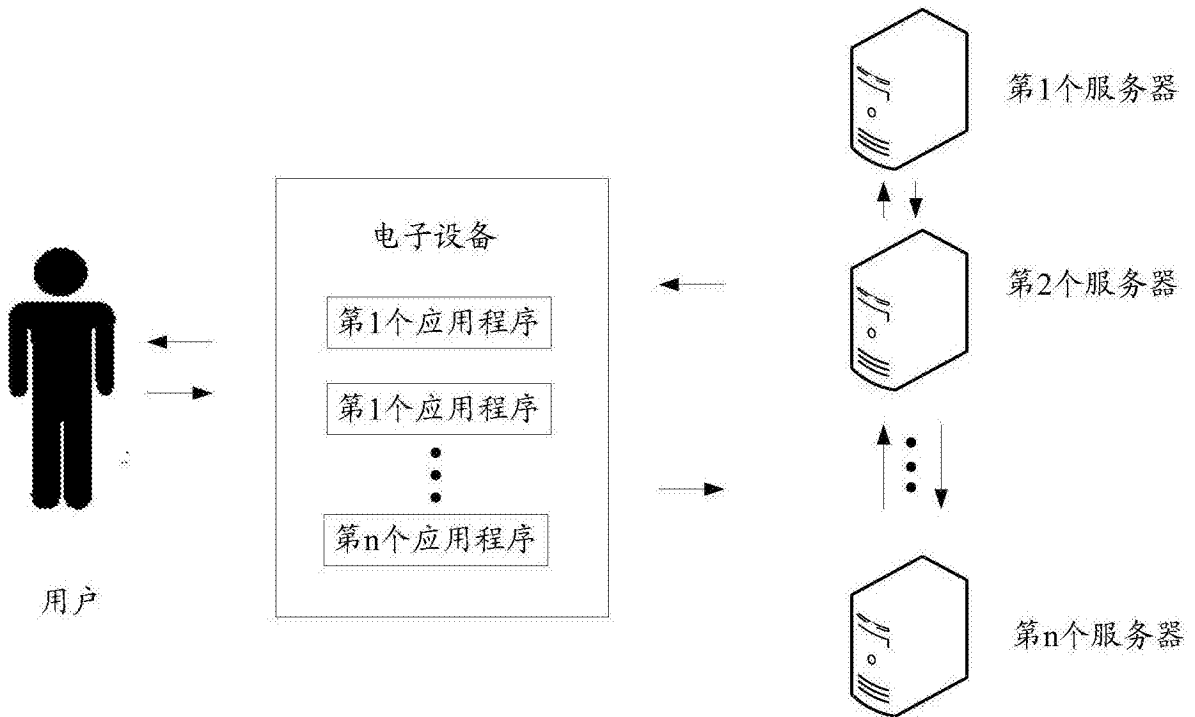 第1个服务器
电子设备
第2个服务器
第1个应用程序
第1个应用程序
第n个应用程序
用户
第n个服务器